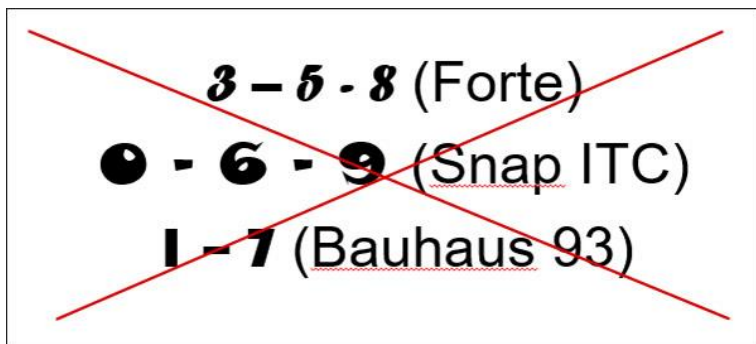 3 – 5 - 8 (Forte)
0 - 6 - 9 (Snap ITC)
1 – 7 (Bauhaus 93)